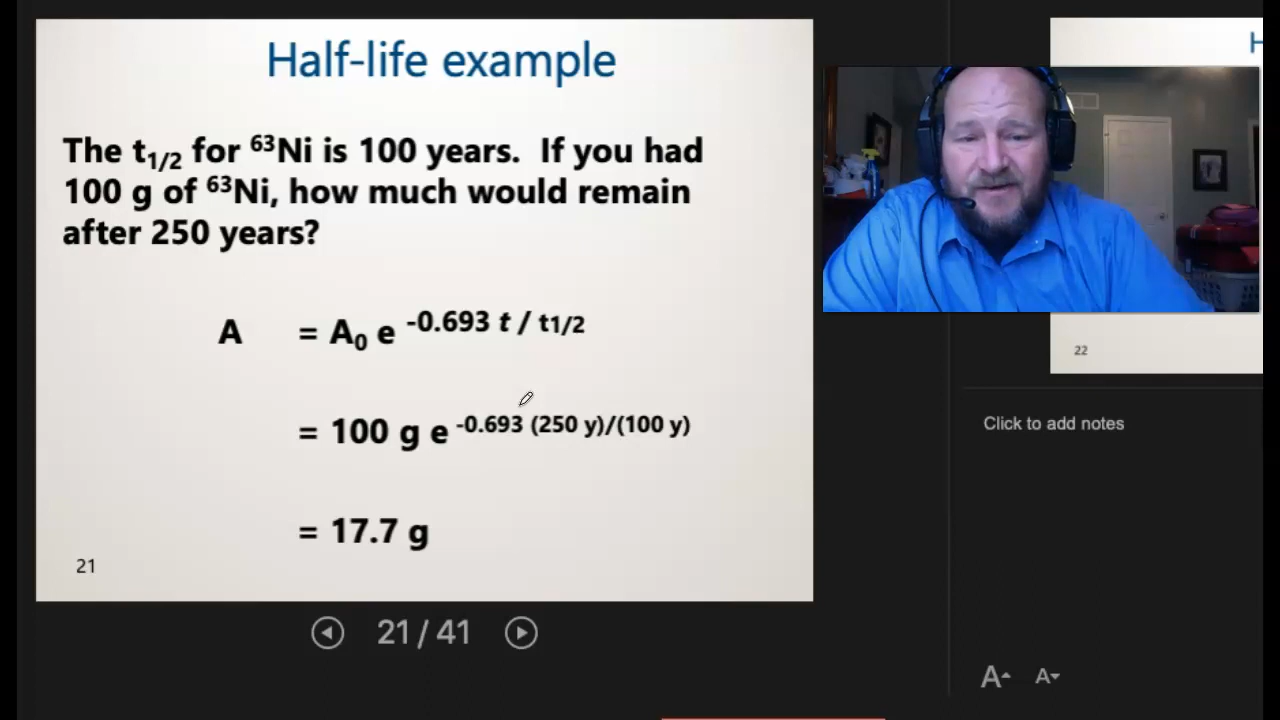 Half-life example
The t1/2 for 63Ni is 100 years. If you had
100 g of 63Ni, how much would remain
after 250 years?
A = A0 e -0.693 t / t1/2
= 100 g e -0.693 (250 y)/(100 y)
= 17.7 g
21
21 / 41
H
22
Click to add notes
A A